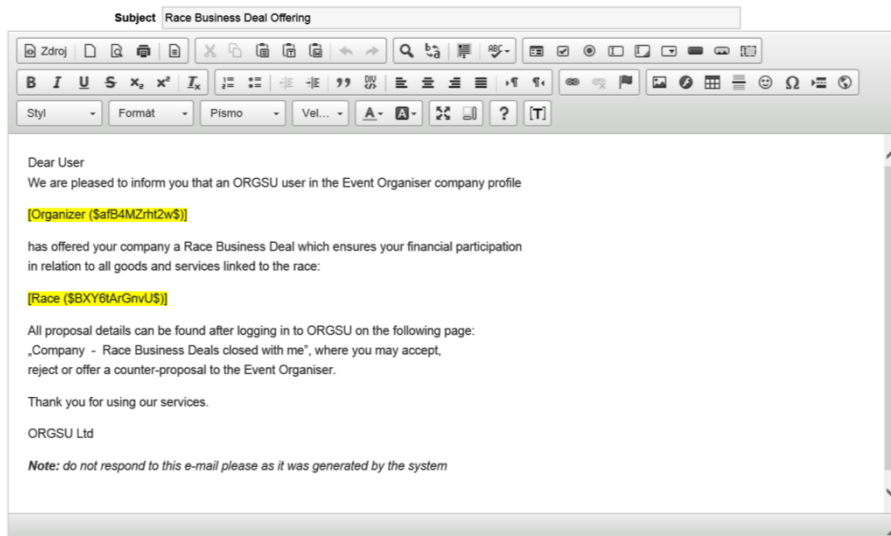 Subject Race Business Deal Offering
Zdroj
Styl Formát Písmo Vel...
Dear User
We are pleased to inform you that an ORGSU user in the Event Organiser company profile
[Organizer ($afB4MZrht2w$)]
has offered your company a Race Business Deal which ensures your financial participation
in relation to all goods and services linked to the race:
[Race ($BXY6tArGnvU$)]
All proposal details can be found after logging in to ORGSU on the following page:
„Company - Race Business Deals closed with me”, where you may accept,
reject or offer a counter-proposal to the Event Organiser.
Thank you for using our services.
ORGSU Ltd
Note: do not respond to this e-mail please as it was generated by the system